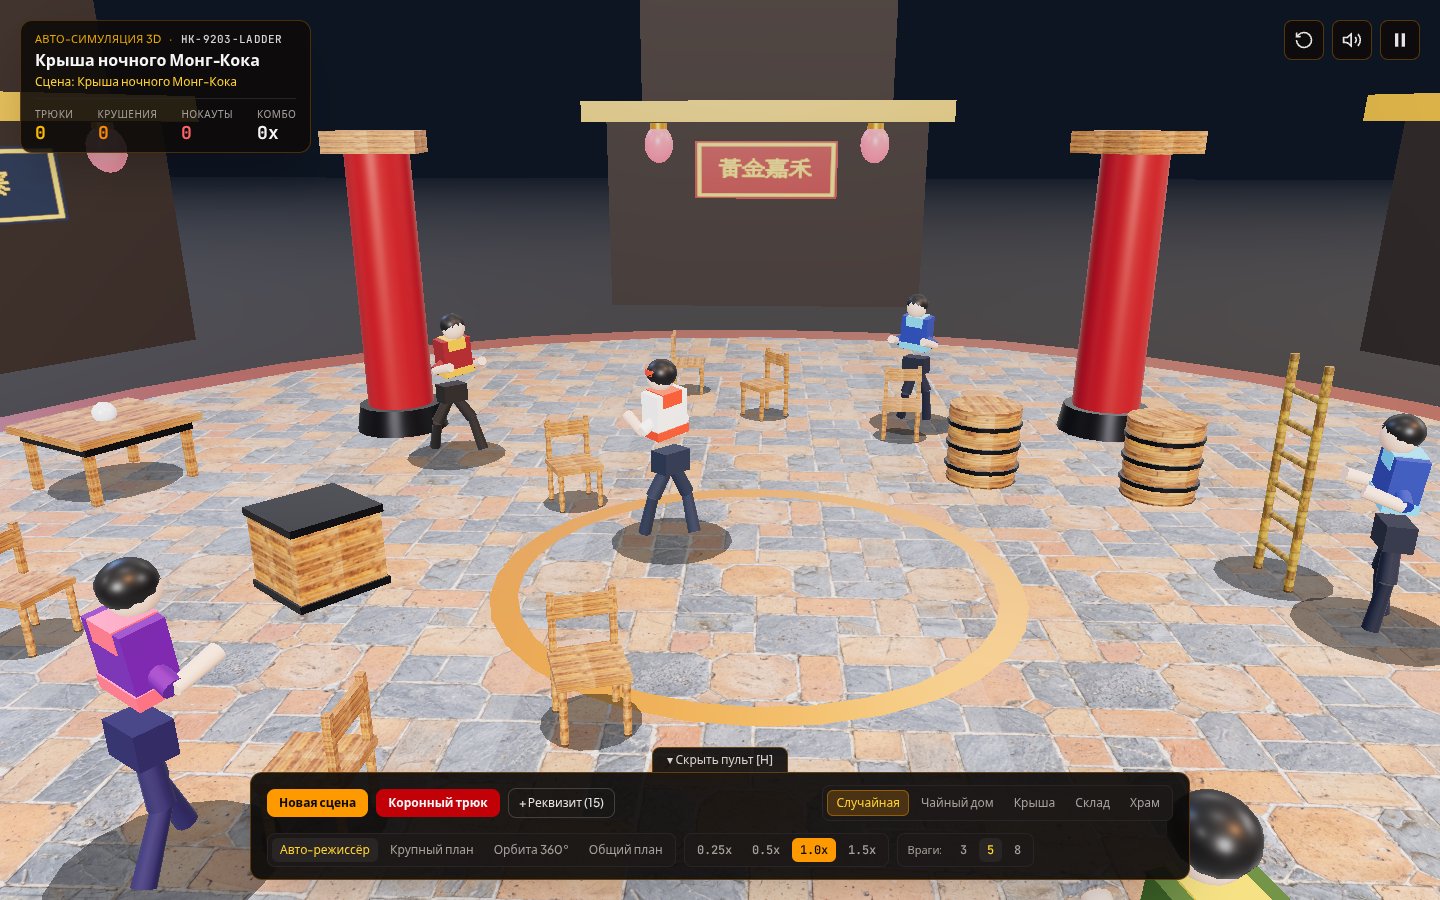 АВТО-СИМУЛЯЦИЯ 3D · HK-9203-LADDER
Крыша ночного Монг-Кока
Сцена: Крыша ночного Монг-Кока
ТРЮКИ КРУШЕНИЯ НОКАУТЫ КОМБО
0 0 0 0x
黃金嘉禾
▾ Скрыть пульт [H]
Новая сцена Коронный трюк +Реквизит (15) Случайная Чайный дом Крыша Склад Храм
Авто-режиссёр Крупный план Орбита 360° Общий план 0.25x 0.5x 1.0x 1.5x Враги: 3 5 8